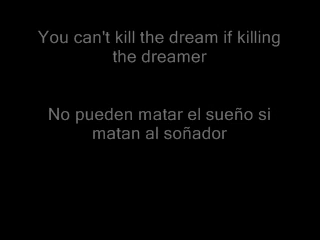 You can't kill the dream if killing
the dreamer
No pueden matar el sueño si
matan al soñador